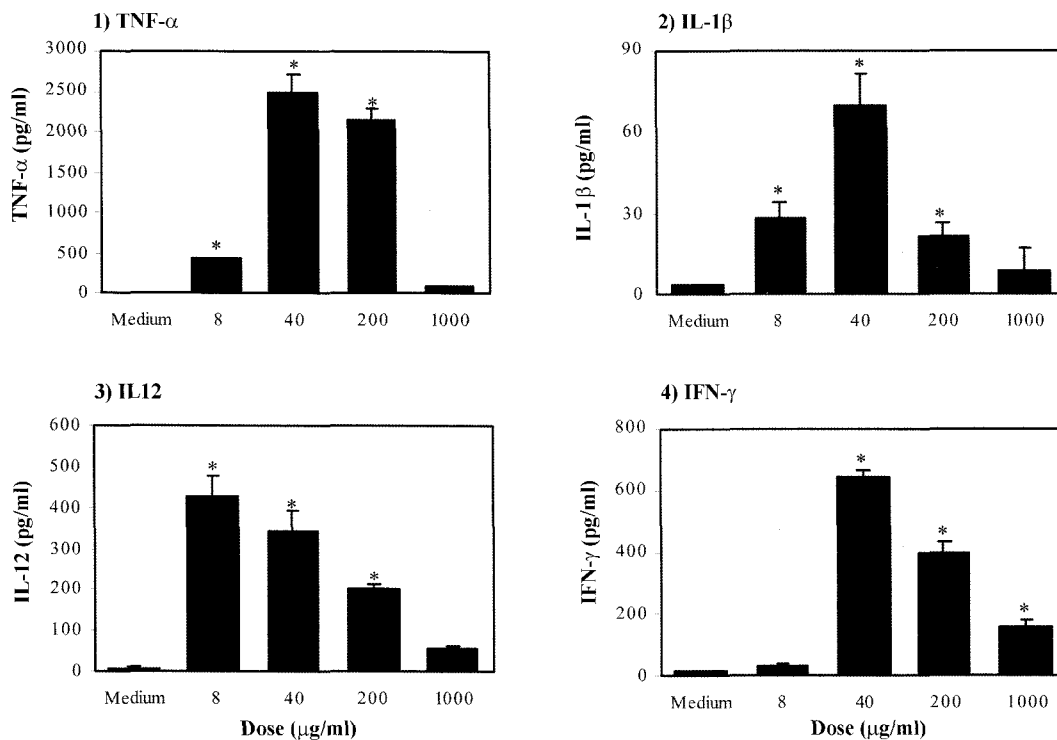 1) TNF-α
3000
2500
2000
1500
1000
500
0
TNF-α (pg/ml)
*
*
*
Medium 8 40 200 1000
2) IL-1β
90
60
30
0
IL-1β (pg/ml)
*
*
*
Medium 8 40 200 1000
3) IL12
600
500
400
300
200
100
0
IL-12 (pg/ml)
*
*
*
Medium 8 40 200 1000
Dose (μg/ml)
4) IFN-γ
800
600
400
200
0
IFN-γ (pg/ml)
*
*
*
Medium 8 40 200 1000
Dose (μg/ml)